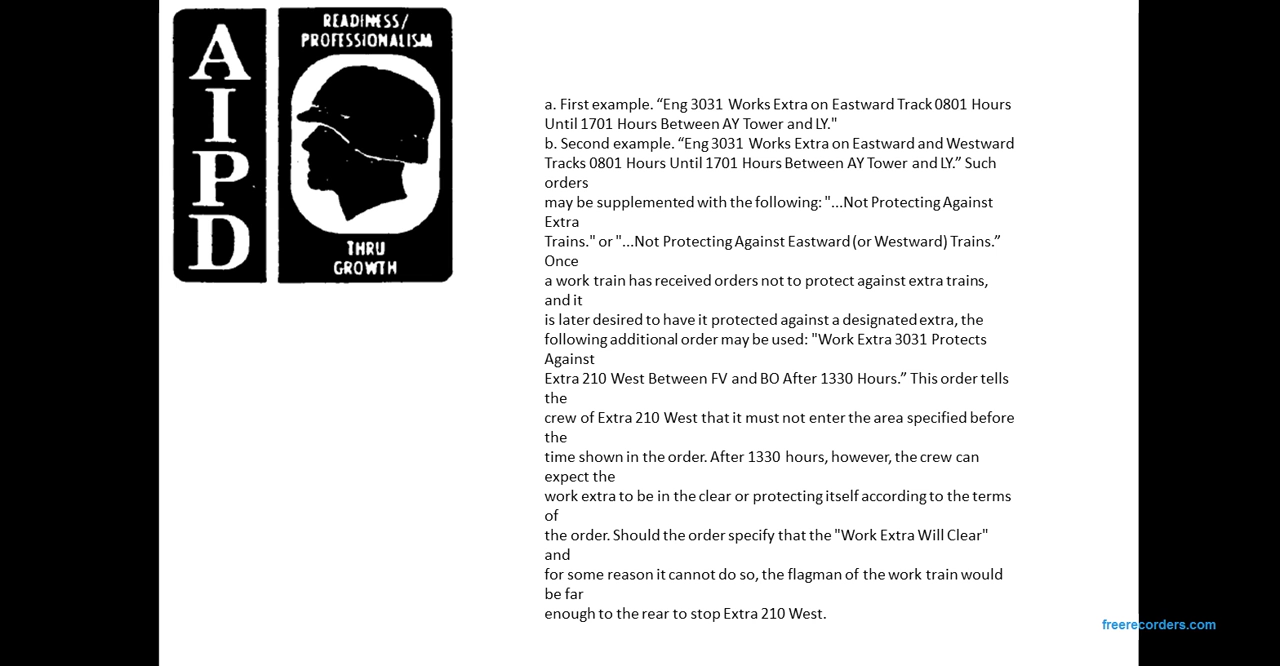 A
I
P
D
READINESS/
PROFESSIONALISM
THRU
GROWTH
a. First example. “Eng 3031 Works Extra on Eastward Track 0801 Hours
Until 1701 Hours Between AY Tower and LY."
b. Second example. “Eng 3031 Works Extra on Eastward and Westward
Tracks 0801 Hours Until 1701 Hours Between AY Tower and LY.” Such
orders
may be supplemented with the following: "...Not Protecting Against
Extra
Trains." or "...Not Protecting Against Eastward (or Westward) Trains.”
Once
a work train has received orders not to protect against extra trains,
and it
is later desired to have it protected against a designated extra, the
following additional order may be used: "Work Extra 3031 Protects
Against
Extra 210 West Between FV and BO After 1330 Hours.” This order tells
the
crew of Extra 210 West that it must not enter the area specified before
the
time shown in the order. After 1330 hours, however, the crew can
expect the
work extra to be in the clear or protecting itself according to the terms
of
the order. Should the order specify that the "Work Extra Will Clear"
and
for some reason it cannot do so, the flagman of the work train would
be far
enough to the rear to stop Extra 210 West.
freerecorders.com